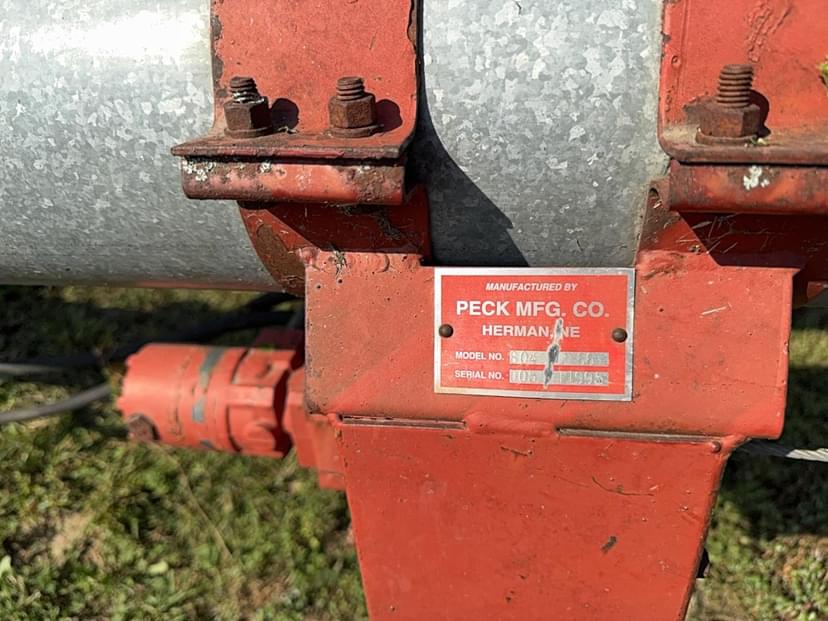 MANUFACTURED BY
PECK MFG. CO.
HERMAN, NE
MODEL NO.
SERIAL NO.